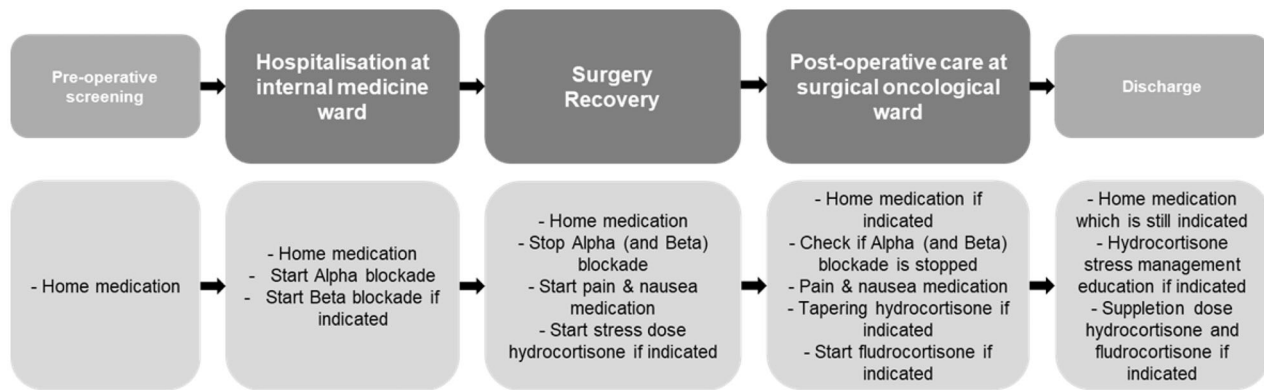 Pre-operative
screening
Hospitalisation at
internal medicine
ward
Surgery
Recovery
Post-operative care at
surgical oncological
ward
Discharge
- Home medication
- Home medication
- Start Alpha blockade
- Start Beta blockade if
indicated
- Home medication
- Stop Alpha (and Beta)
blockade
- Start pain & nausea
medication
- Start stress dose
hydrocortisone if indicated
- Home medication if
indicated
- Check if Alpha (and Beta)
blockade is stopped
- Pain & nausea medication
- Tapering hydrocortisone if
indicated
- Start fludrocortisone if
indicated
- Home medication
which is still indicated
- Hydrocortisone
stress management
education if indicated
- Suppletion dose
hydrocortisone and
fludrocortisone if
indicated